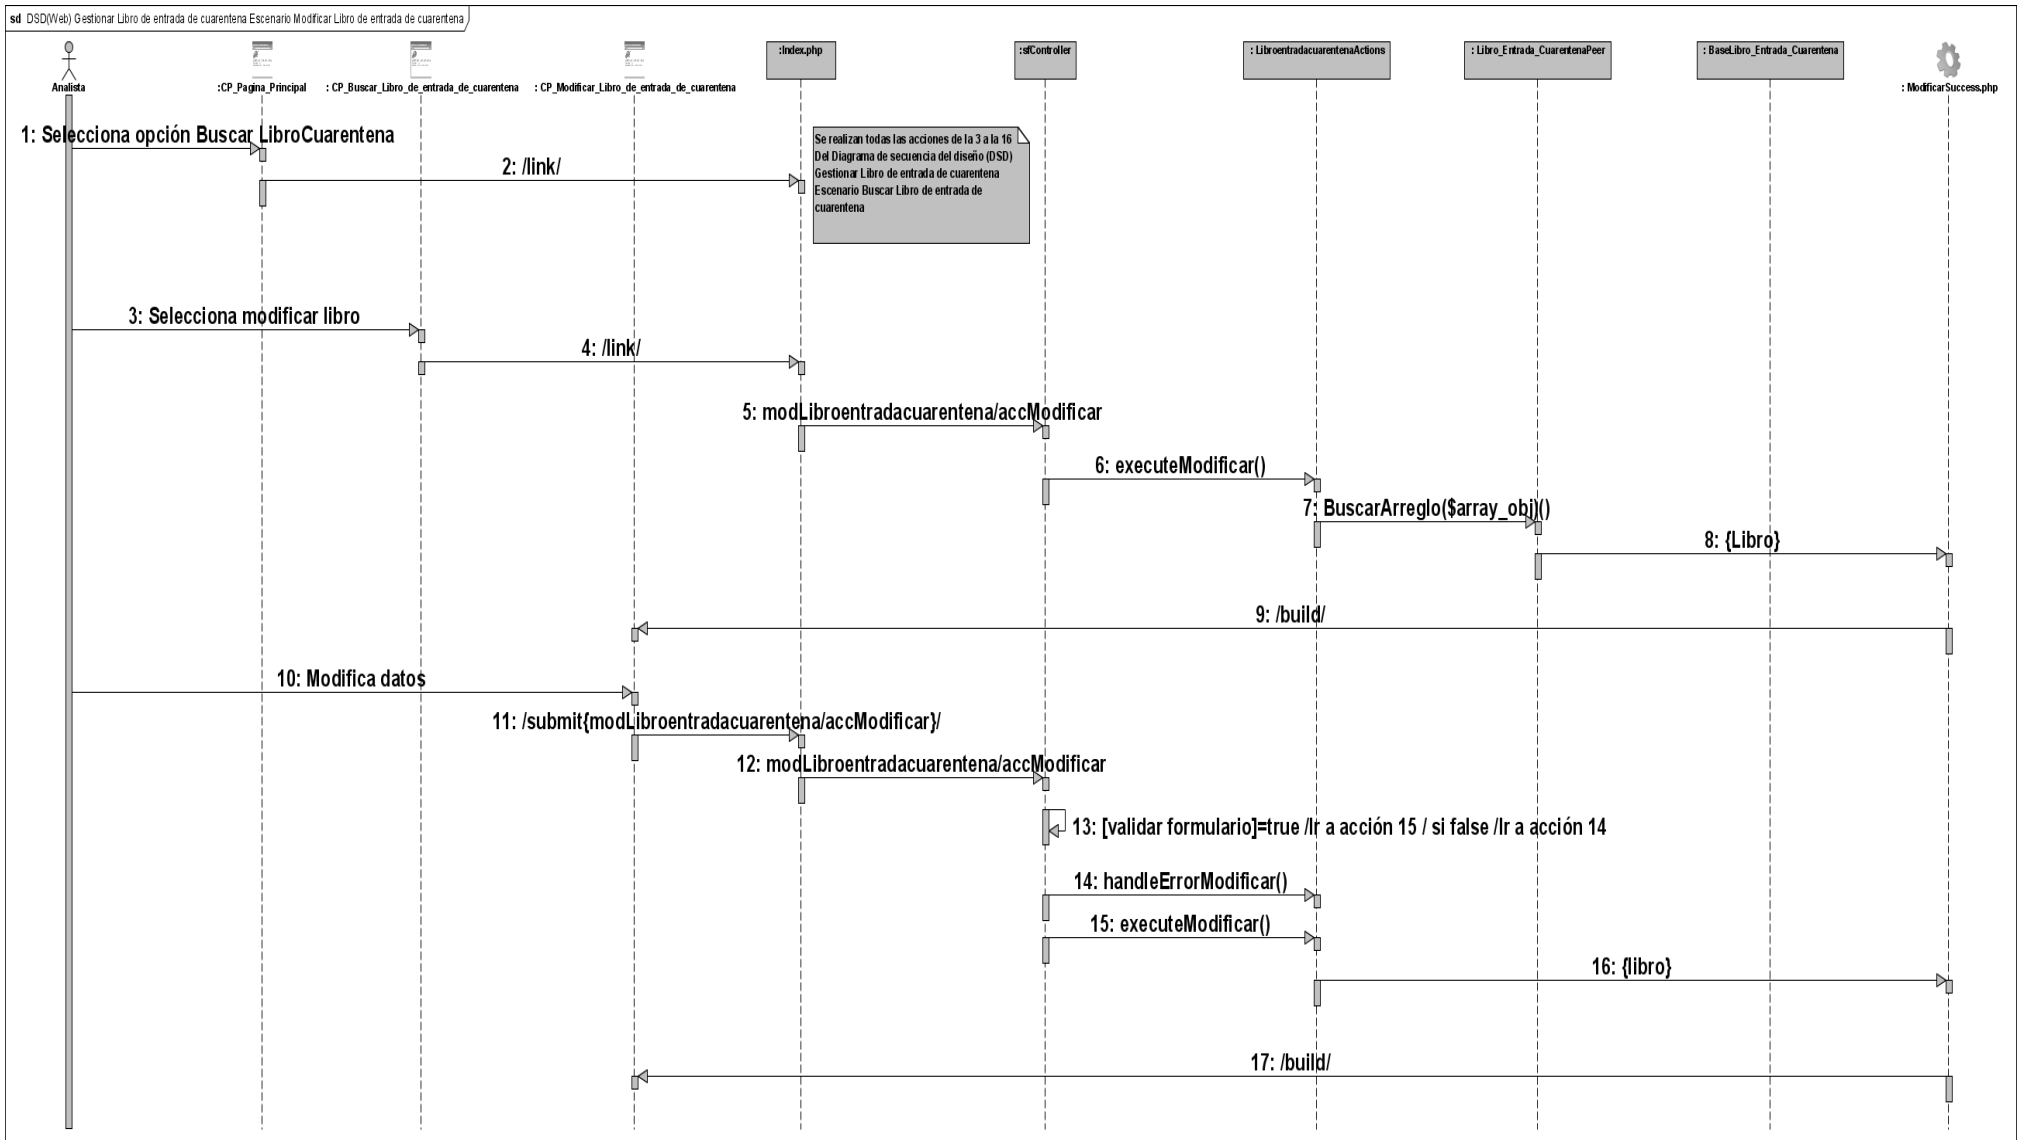 sd DSD(Web) Gestionar Libro de entrada de cuarentena Escenario Modificar Libro de entrada de cuarentena
Analista
:CP_Pagina_Principal
: CP_Buscar_Libro_de_entrada_de_cuarentena
: CP_Modificar_Libro_de_entrada_de_cuarentena
:Index.php
:sfController
: LibroentradacuarentenaActions
: Libro_Entrada_CuarentenaPeer
: BaseLibro_Entrada_Cuarentena
: ModificarSuccess.php
1: Selecciona opción Buscar LibroCuarentena
2: /link/
Se realizan todas las acciones de la 3 a la 16
Del Diagrama de secuencia del diseño (DSD)
Gestionar Libro de entrada de cuarentena
Escenario Buscar Libro de entrada de
cuarentena
3: Selecciona modificar libro
4: /link/
5: modLibroentradacuarentena/accModificar
6: executeModificar()
7: BuscarArreglo($array_obj)()
8: {Libro}
9: /build/
10: Modifica datos
11: /submit{modLibroentradacuarentena/accModificar}/
12: modLibroentradacuarentena/accModificar
13: [validar formulario]=true /Ir a acción 15 / si false /Ir a acción 14
14: handleErrorModificar()
15: executeModificar()
16: {libro}
17: /build/